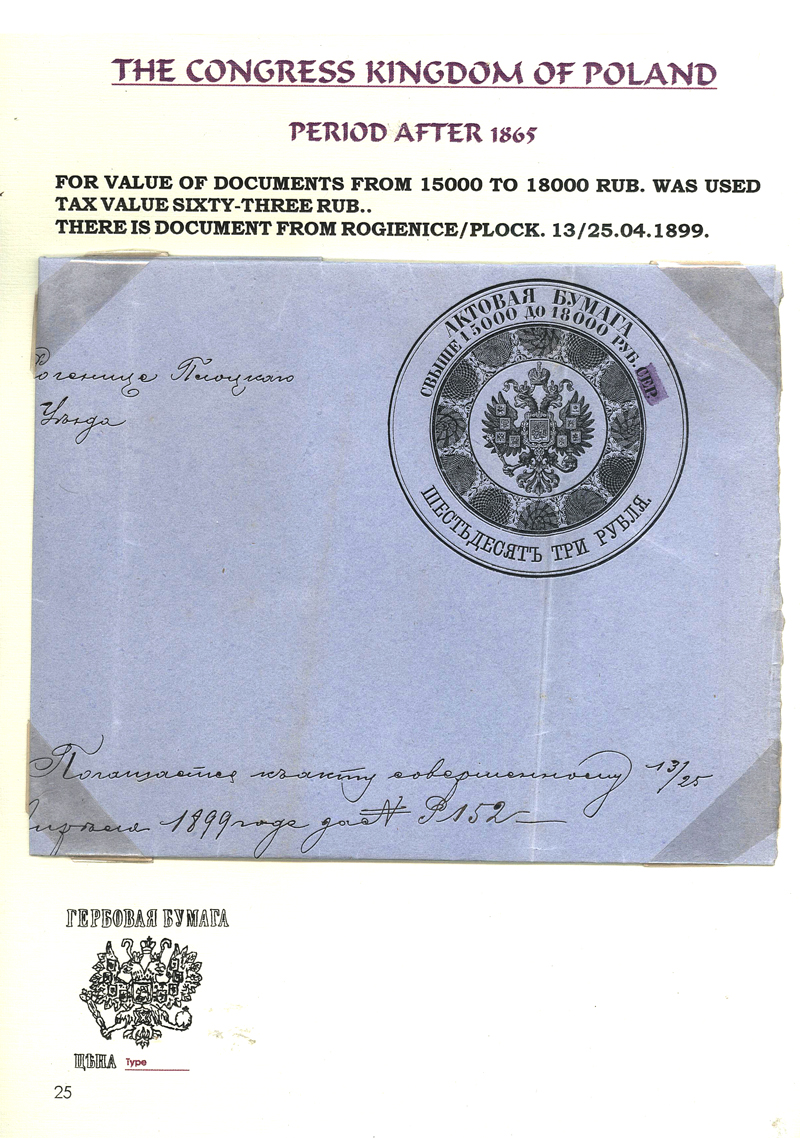 THE CONGRESS KINGDOM OF POLAND
PERIOD AFTER 1865
FOR VALUE OF DOCUMENTS FROM 15000 TO 18000 RUB. WAS USED
TAX VALUE SIXTY-THREE RUB..
THERE IS DOCUMENT FROM ROGIENICE/PLOCK. 13/25.04.1899.
АКТОВАЯ БУМАГА
СВЫШЕ 15000 ДО 18000 РУБ. СЕР.
ШЕСТЬДЕСЯТЪ ТРИ РУБЛЯ.
Рогенице Плоцкаго
Уѣзда
Погашается къ акту совершенному 13/25
Апрѣля 1899 года за № 152
ГЕРБОВАЯ БУМАГА
ЦѢНА Type
25